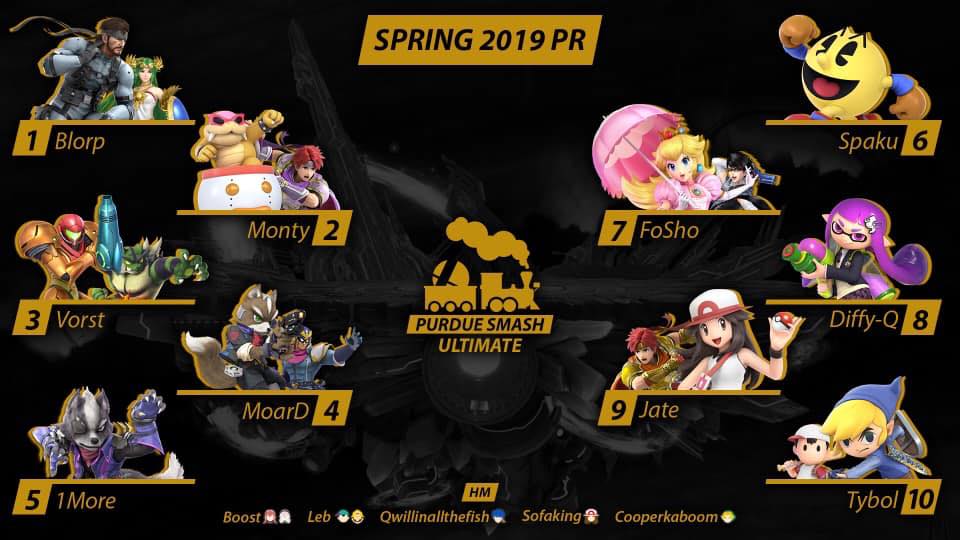 SPRING 2019 PR
1 Blorp
Monty 2
3 Vorst
MoarD 4
5 1More
Spaku 6
7 FoSho
Diffy-Q 8
9 Jate
Tybol 10
PURDUE SMASH
ULTIMATE
HM
Boost Leb Qwillinallthefish Sofaking Cooperkaboom